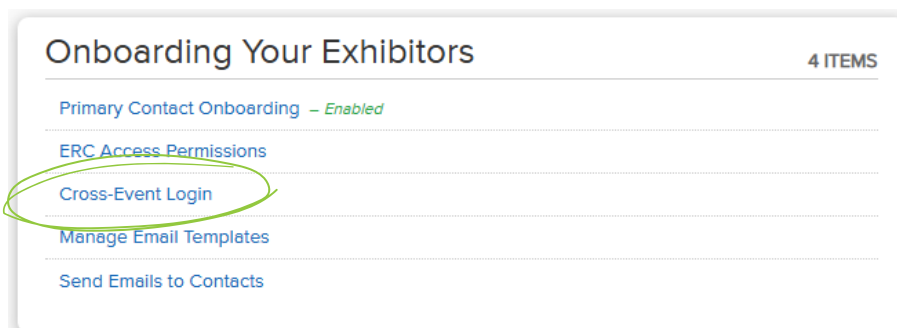 Onboarding Your Exhibitors
4 ITEMS
Primary Contact Onboarding – Enabled
ERC Access Permissions
Cross-Event Login
Manage Email Templates
Send Emails to Contacts